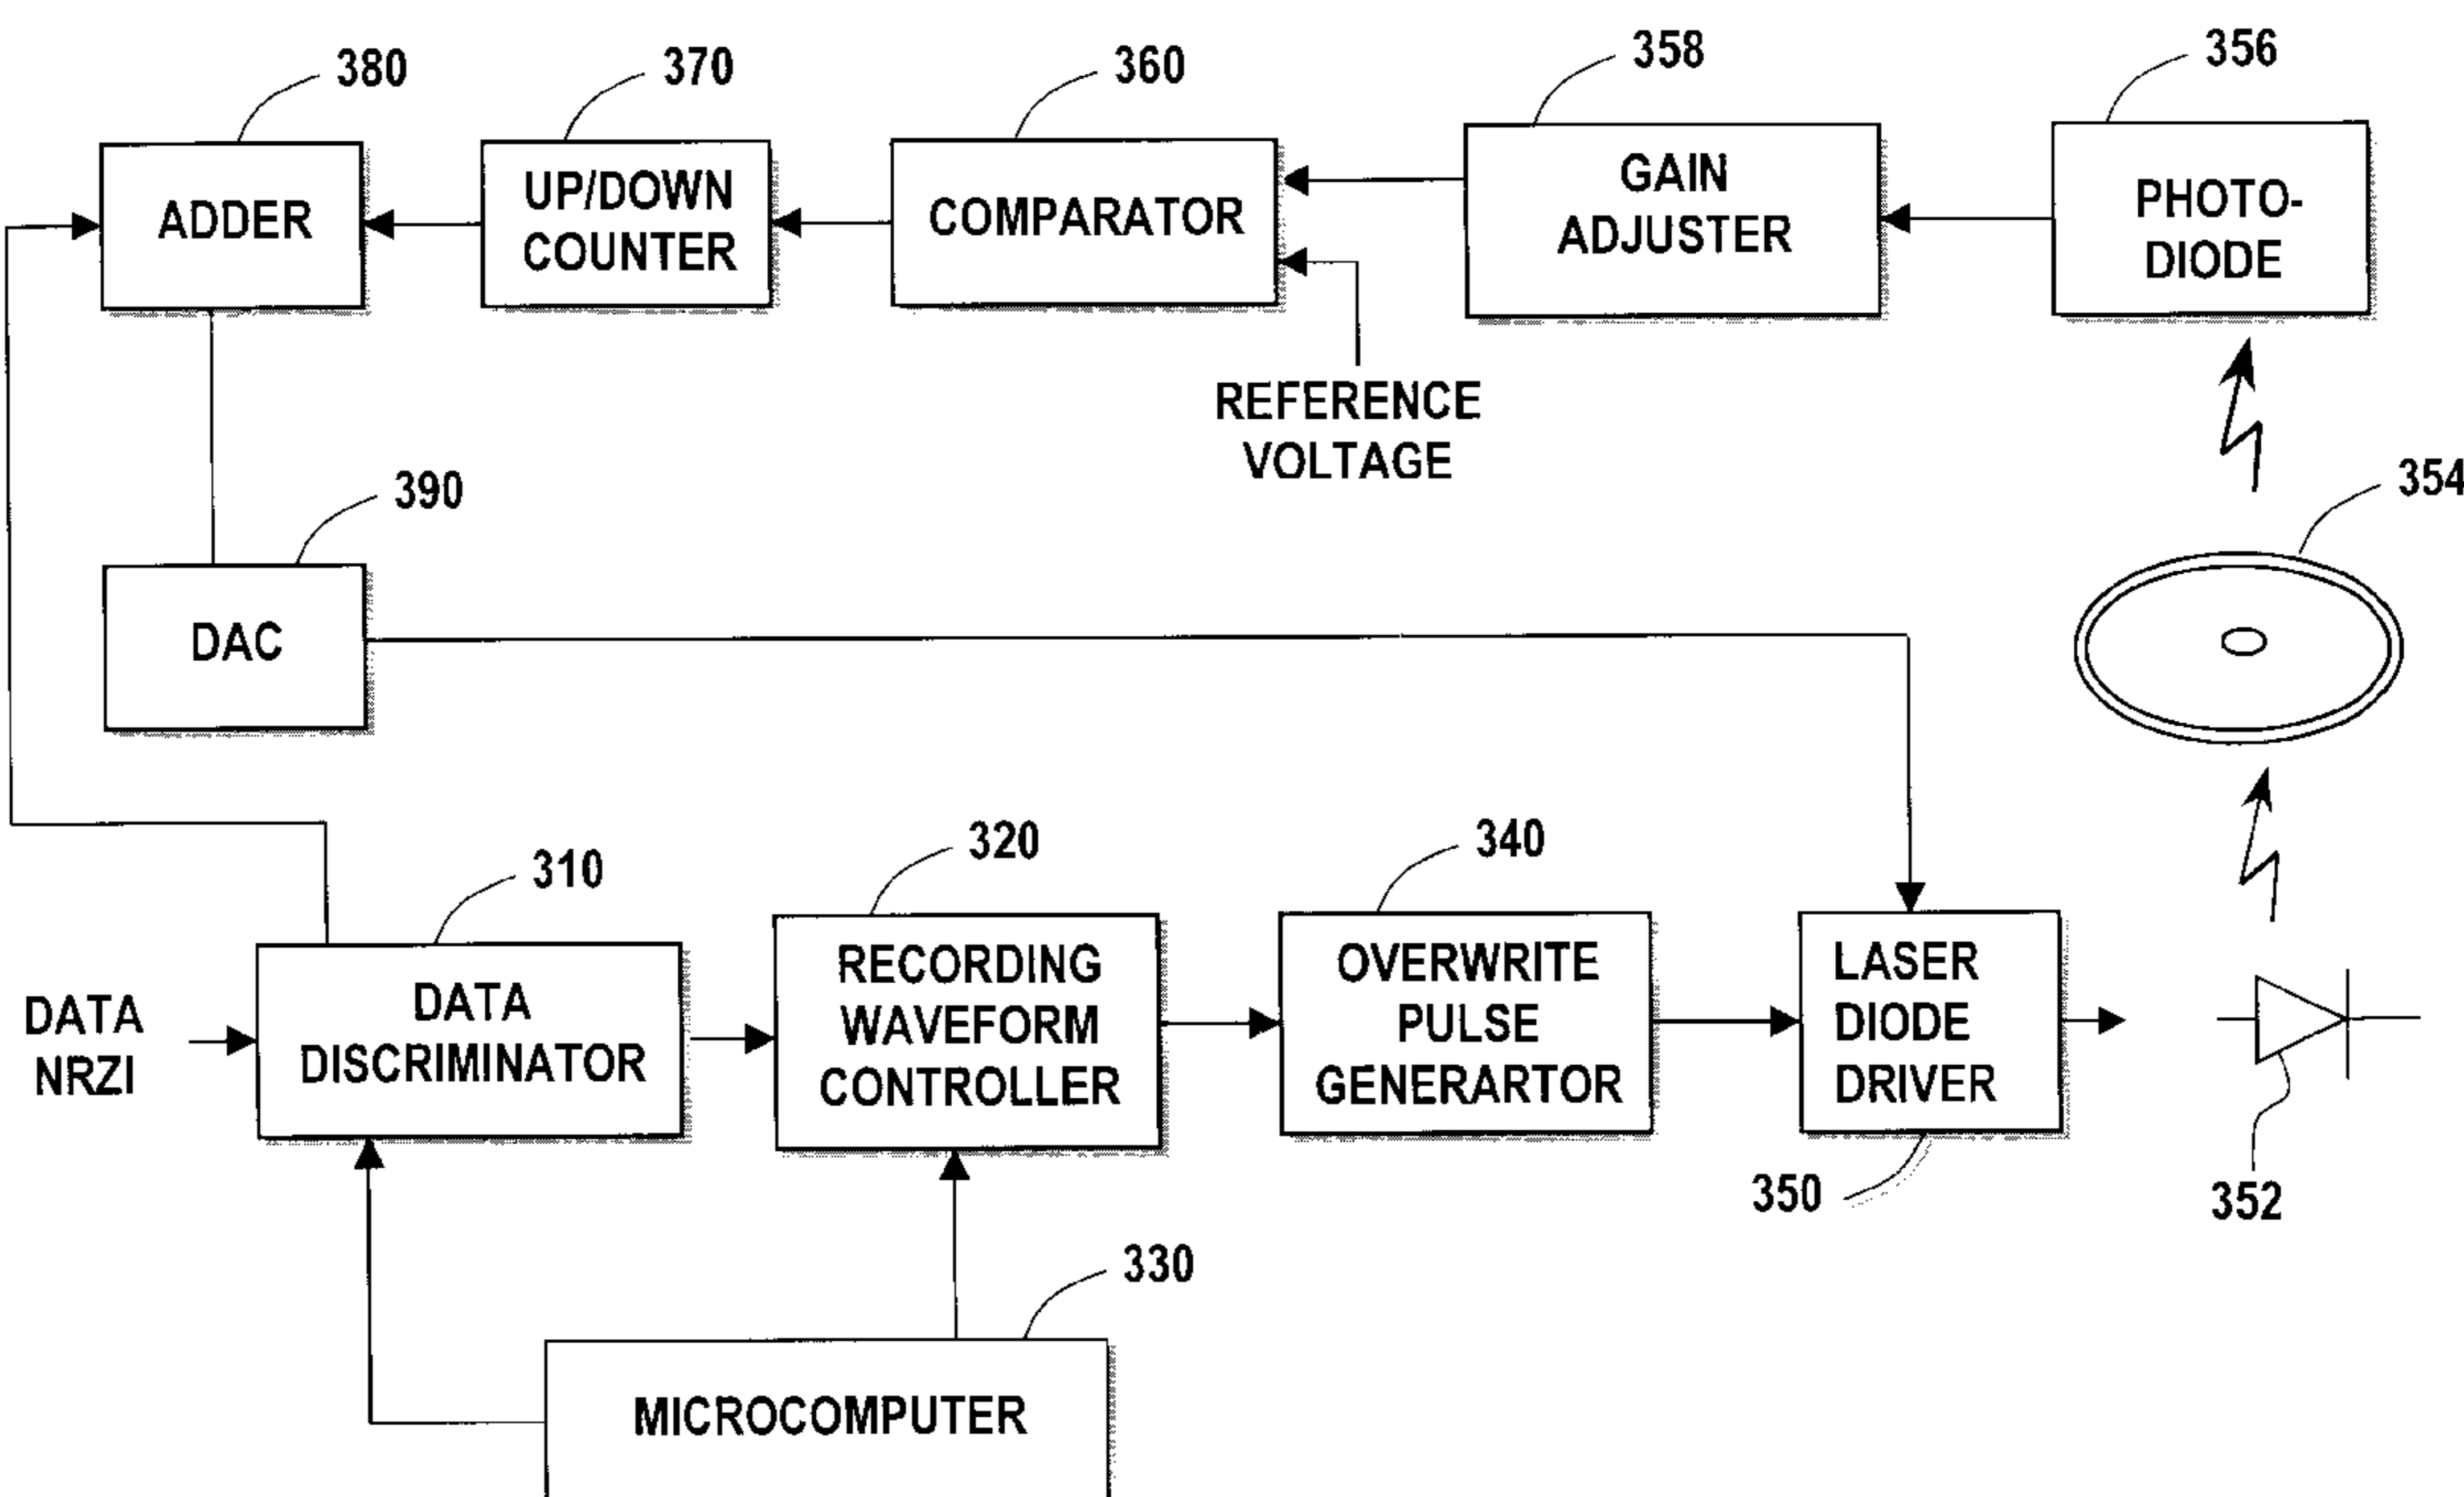 380
370
360
358
356
ADDER
UP/DOWN
COUNTER
COMPARATOR
GAIN
ADJUSTER
PHOTO-
DIODE
REFERENCE
VOLTAGE
390
354
DAC
310
320
340
DATA
NRZI
DATA
DISCRIMINATOR
RECORDING
WAVEFORM
CONTROLLER
OVERWRITE
PULSE
GENERARTOR
LASER
DIODE
DRIVER
350
352
330
MICROCOMPUTER